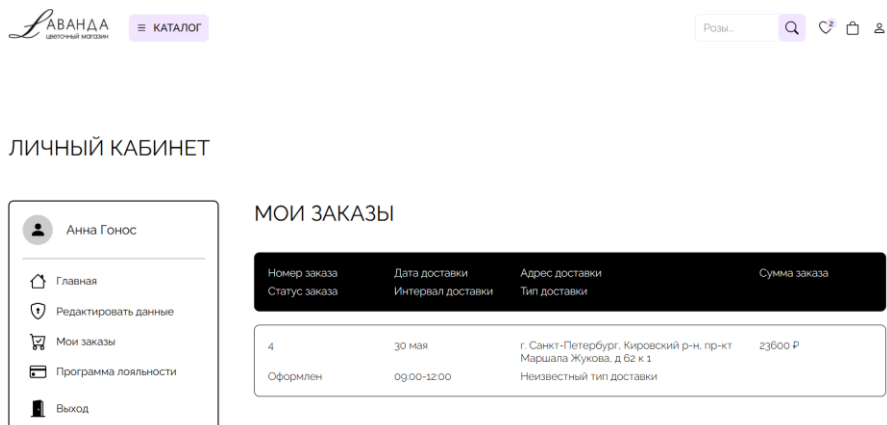 ЛАВАНДА
цветочный магазин
КАТАЛОГ
Розы...
2
ЛИЧНЫЙ КАБИНЕТ
Анна Гонос
Главная
Редактировать данные
Мои заказы
Программа лояльности
Выход
МОИ ЗАКАЗЫ
Номер заказа Дата доставки Адрес доставки Сумма заказа
Статус заказа Интервал доставки Тип доставки
4 30 мая г. Санкт-Петербург, Кировский р-н, пр-кт 23600 ₽
Маршала Жукова, д 62 к 1
Оформлен 09:00-12:00 Неизвестный тип доставки